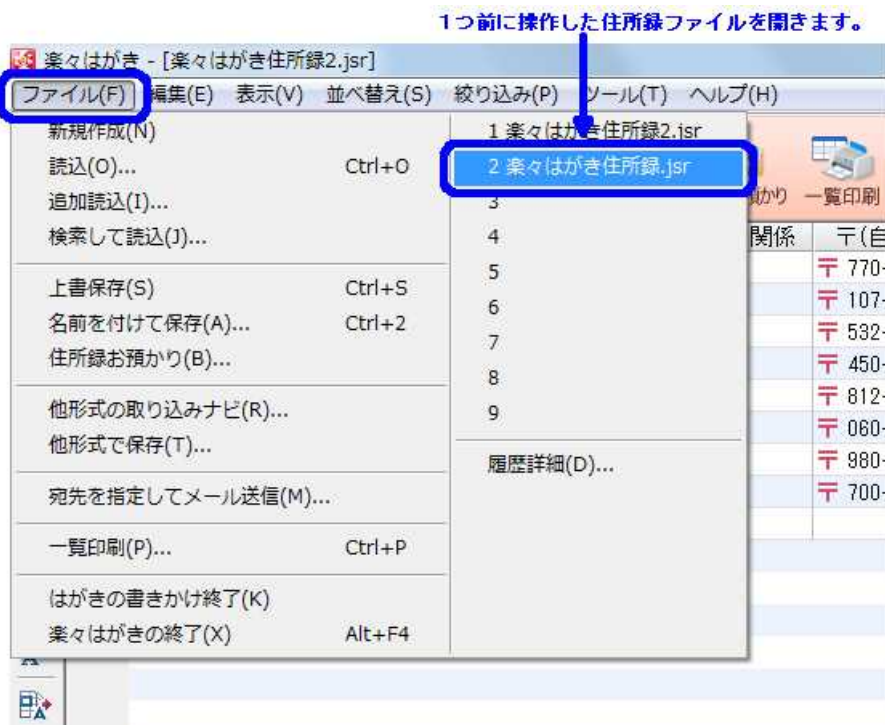 1つ前に操作した住所録ファイルを開きます。
楽々はがき - [楽々はがき住所録2.jsr]
ファイル(F) 編集(E) 表示(V) 並べ替え(S) 絞り込み(P) ツール(T) ヘルプ(H)
新規作成(N)
読込(O)... Ctrl+O
追加読込(I)...
検索して読込(J)...
上書保存(S) Ctrl+S
名前を付けて保存(A)... Ctrl+2
住所録お預かり(B)...
他形式の取り込みナビ(R)...
他形式で保存(T)...
宛先を指定してメール送信(M)...
一覧印刷(P)... Ctrl+P
はがきの書きかけ終了(K)
楽々はがきの終了(X) Alt+F4
1 楽々はがき住所録2.jsr
2 楽々はがき住所録.jsr
3
4
5
6
7
8
9
履歴詳細(D)...
預かり 一覧印刷
関係 〒(自
〒 770-
〒 107-
〒 532-
〒 450-
〒 812-
〒 060-
〒 980-
〒 700-